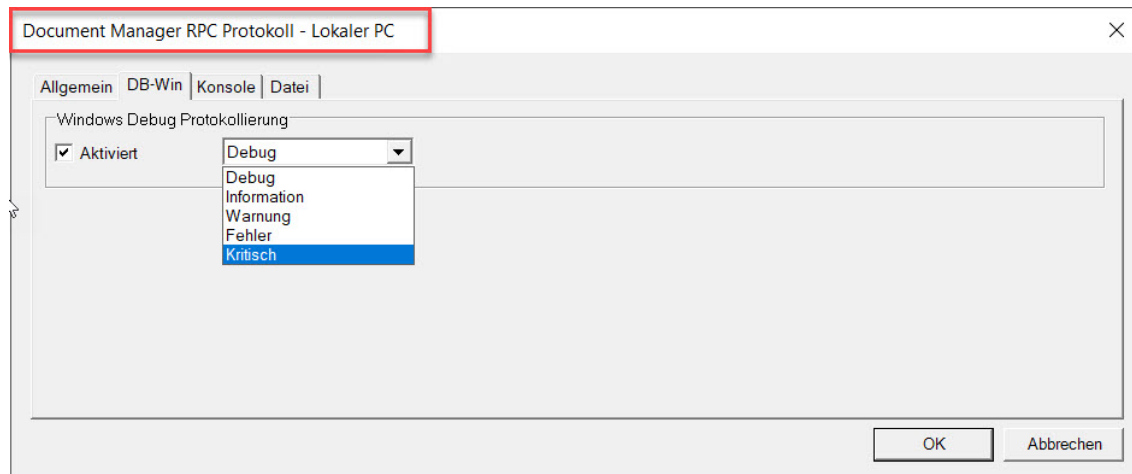 Document Manager RPC Protokoll - Lokaler PC
Allgemein DB-Win Konsole Datei
Windows Debug Protokollierung
Aktiviert Debug
Debug
Information
Warnung
Fehler
Kritisch
OK Abbrechen